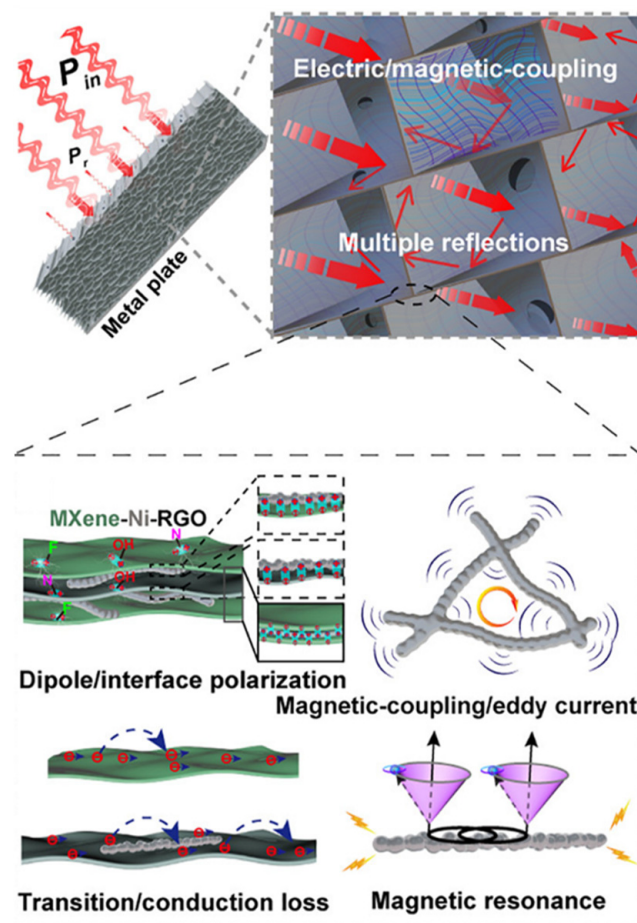 P in
P r
Metal plate
Electric/magnetic-coupling
Multiple reflections
MXene-Ni-RGO
F
OH
N
N
OH
F
Dipole/interface polarization
Magnetic-coupling/eddy current
Transition/conduction loss
Magnetic resonance